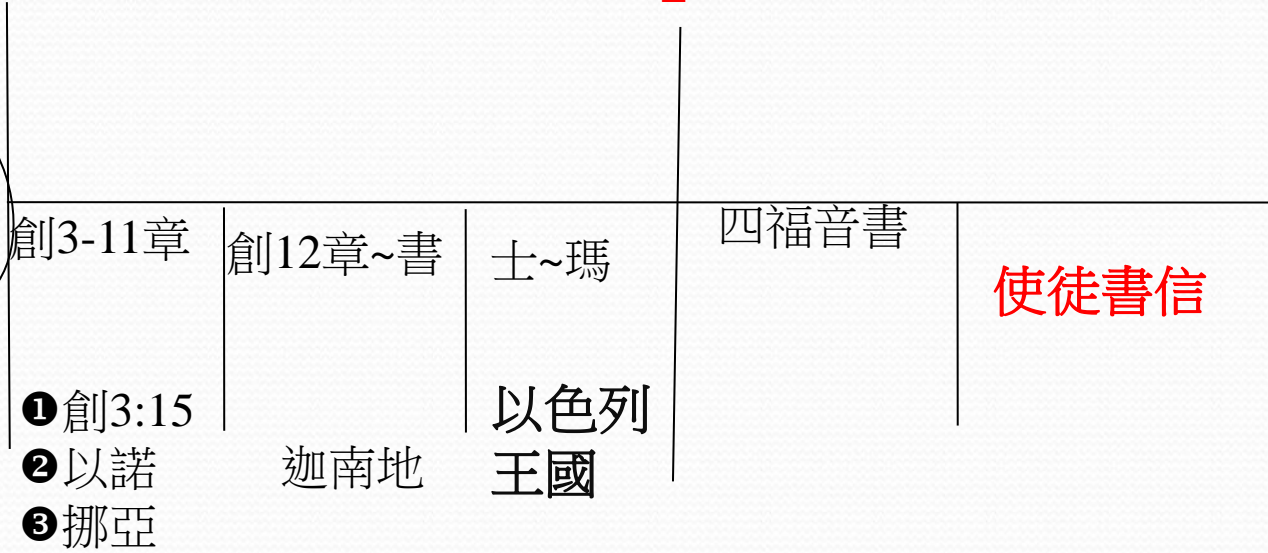 創3-11章
創12章~書
士~瑪
四福音書
使徒書信
❶創3:15
❷以諾
❸挪亞
迦南地
以色列
王國